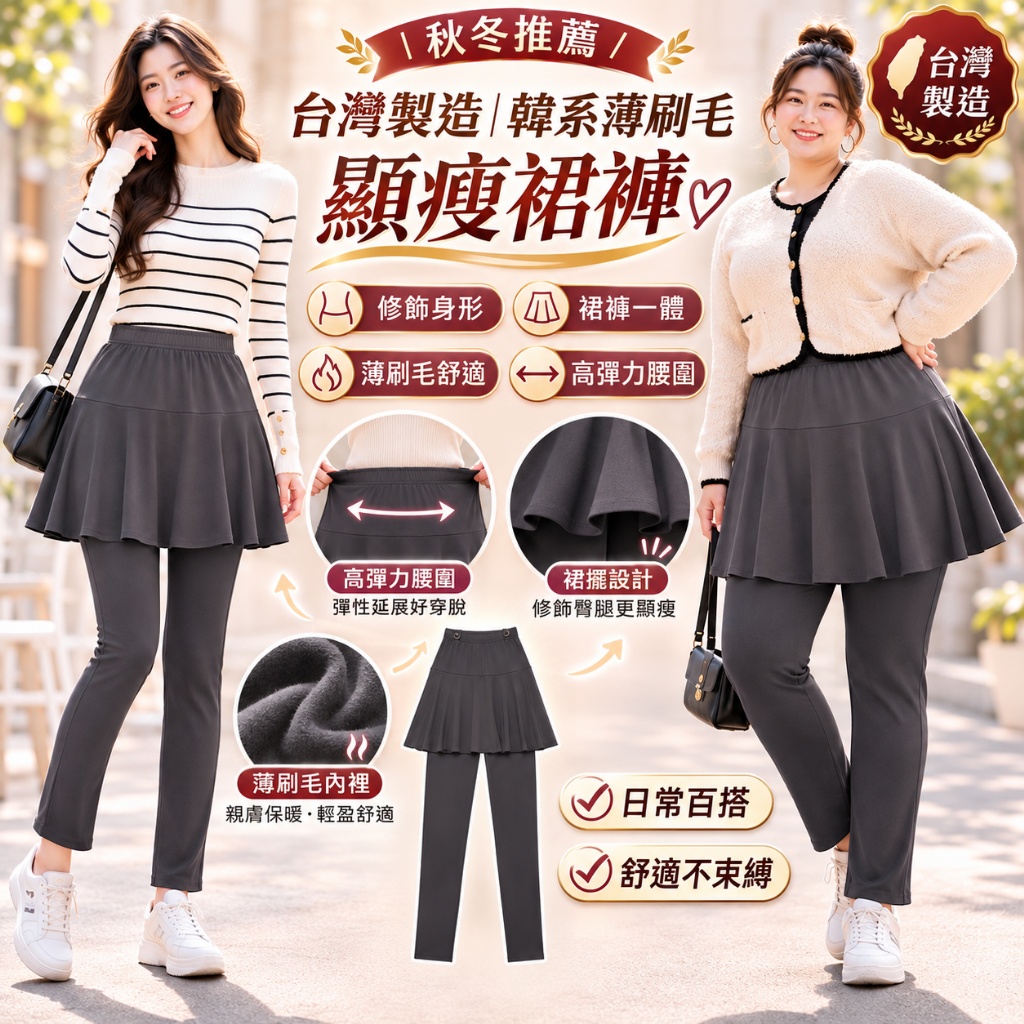 秋冬推薦
台灣製造
台灣製造|韓系薄刷毛
顯瘦裙褲
修飾身形
裙褲一體
薄刷毛舒適
高彈力腰圍
高彈力腰圍
彈性延展好穿脫
裙擺設計
修飾臀腿更顯瘦
薄刷毛內裡
親膚保暖·輕盈舒適
日常百搭
舒適不束縛